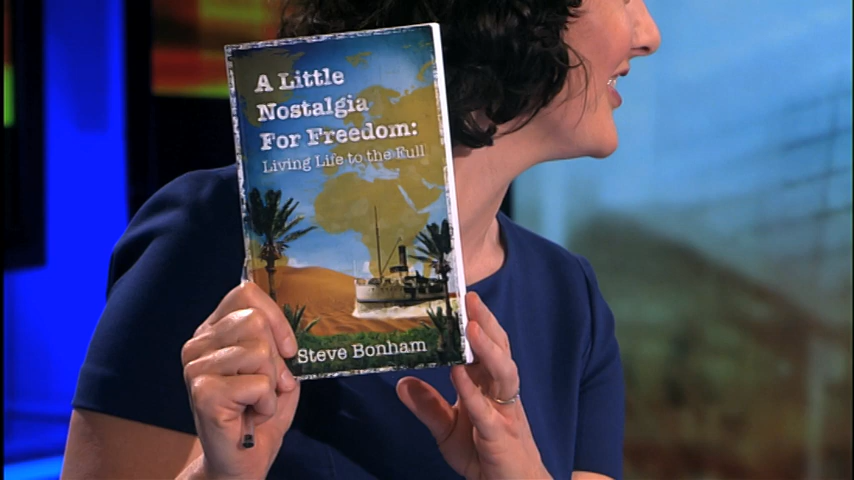 A Little
Nostalgia
For Freedom:
Living Life to the Full
Steve Bonham